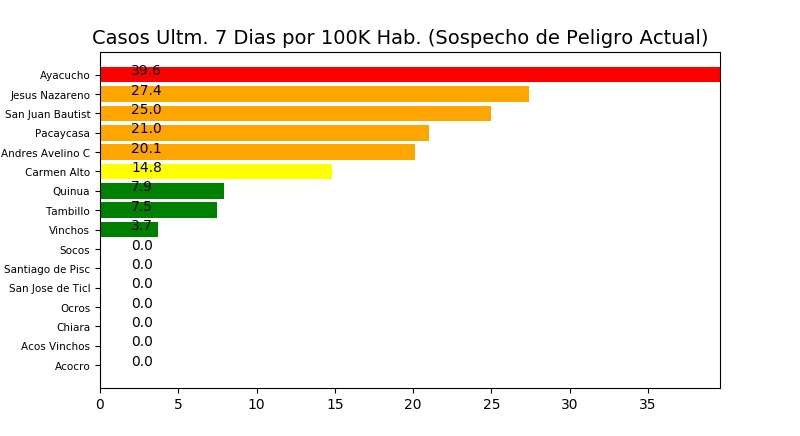 Casos Ultm. 7 Dias por 100K Hab. (Sospecho de Peligro Actual)
Ayacucho 39.6
Jesus Nazareno 27.4
San Juan Bautist 25.0
Pacaycasa 21.0
Andres Avelino C 20.1
Carmen Alto 14.8
Quinua 7.9
Tambillo 7.5
Vinchos 3.7
Socos 0.0
Santiago de Pisc 0.0
San Jose de Ticl 0.0
Ocros 0.0
Chiara 0.0
Acos Vinchos 0.0
Acocro 0.0
0 5 10 15 20 25 30 35